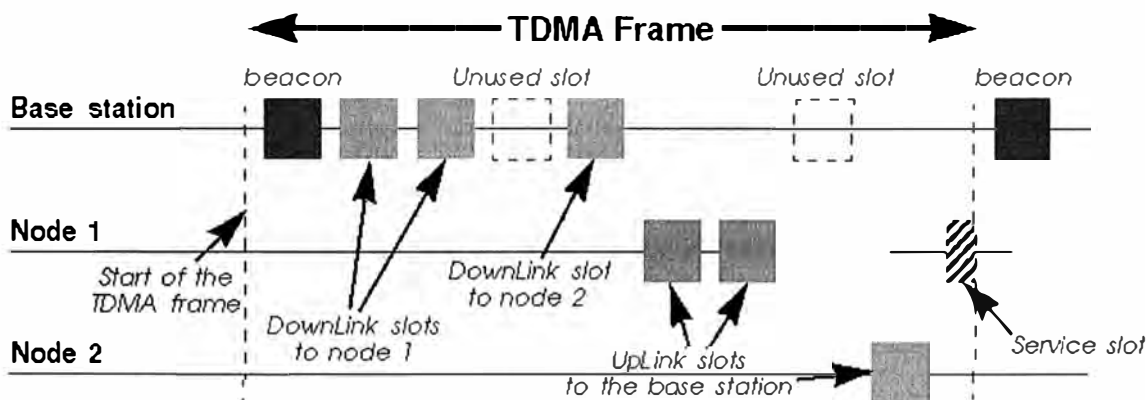 TDMA Frame
beacon
Unused slot
Unused slot
beacon
Base station
Node 1
Start of the
TDMA frame
DownLink slots
to node 1
DownLink slot
to node 2
UpLink slots
to the base station
Service slot
Node 2